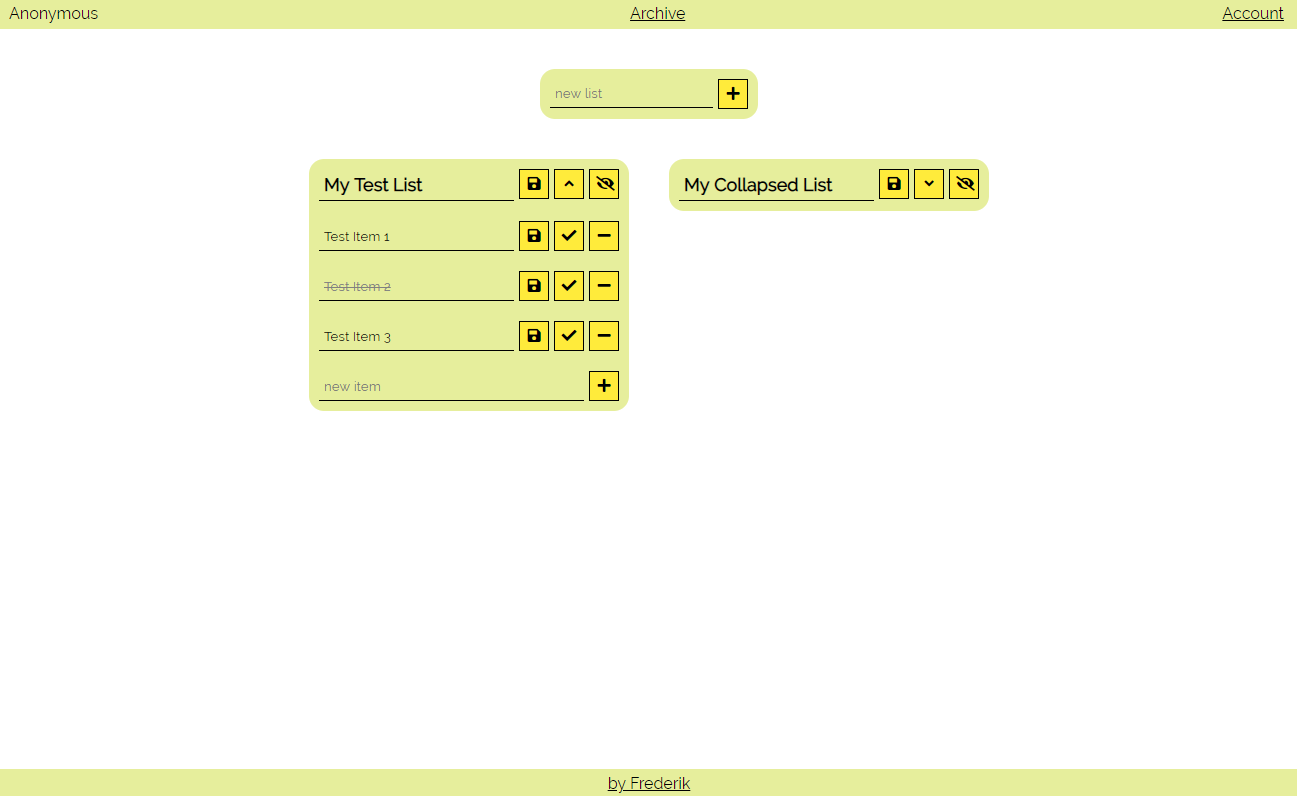 Anonymous Archive Account
new list
My Test List
Test Item 1
Test Item 2
Test Item 3
new item
My Collapsed List
by Frederik